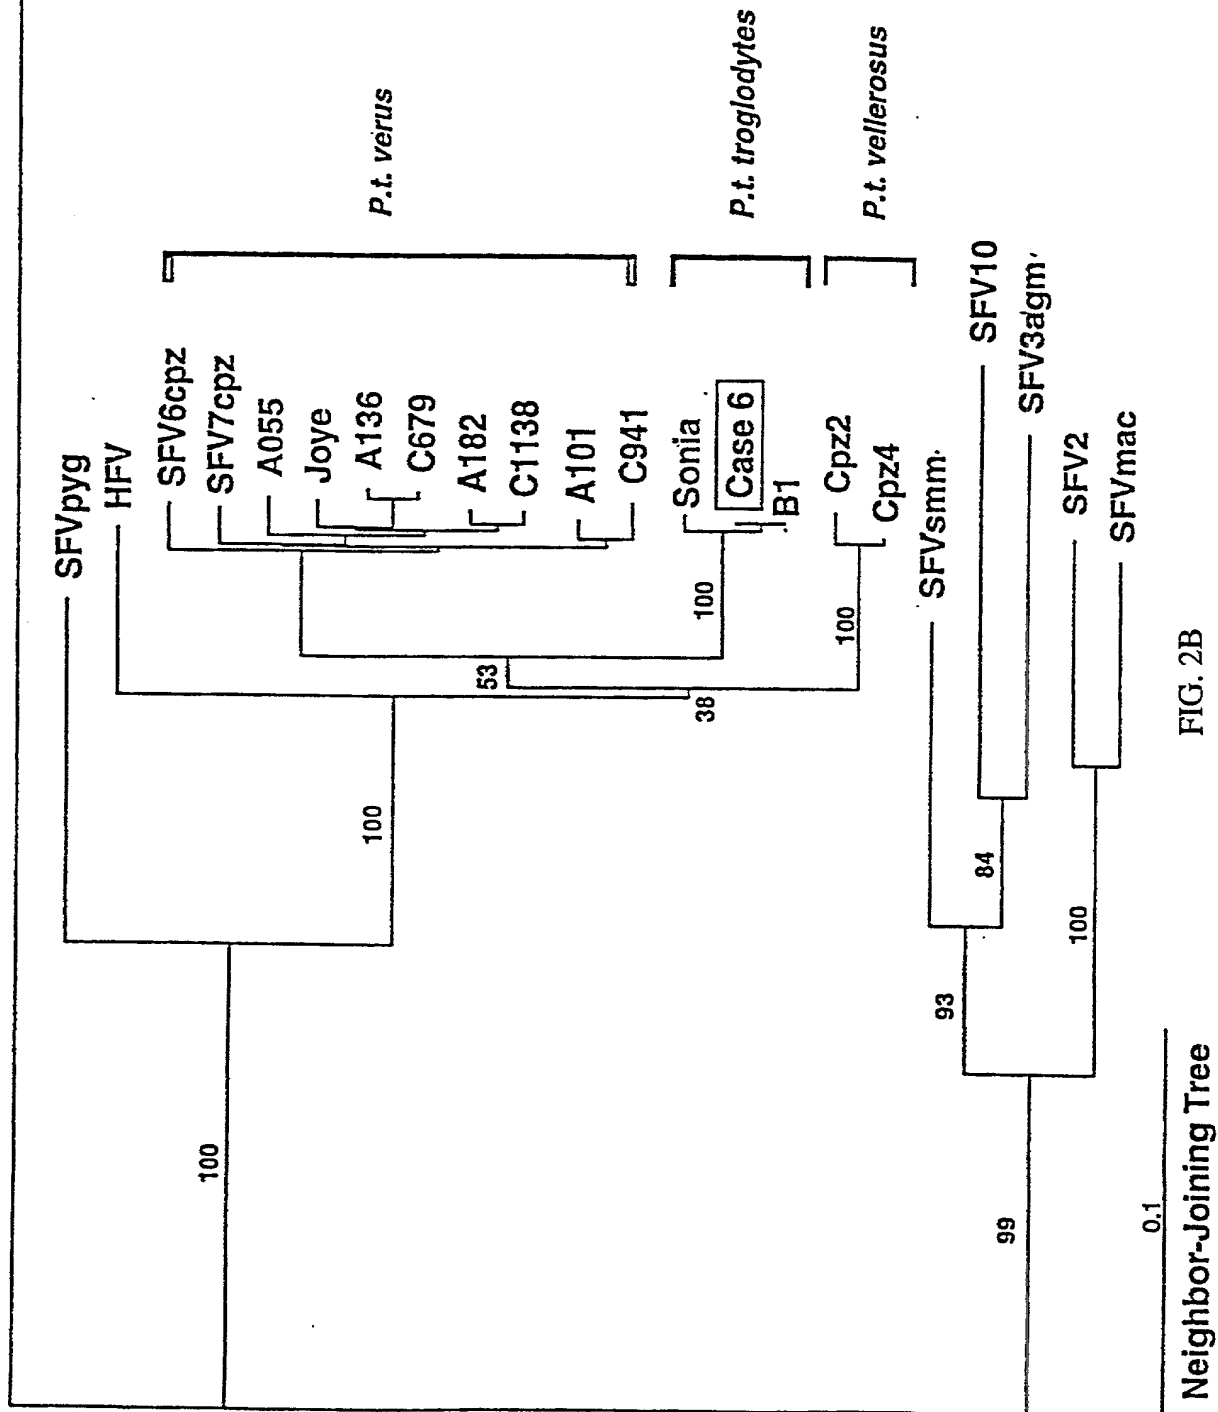 SFVpyg
HFV
SFV6cpz
SFV7cpz
A055
Joye
A136
C679
A182
C1138
A101
C941
P.t. verus
Sonia
Case 6
B1
P.t. troglodytes
Cpz2
Cpz4
P.t. vellerosus
SFVsmm
SFV10
SFV3agm
SFV2
SFVmac
100
100
53
38
100
100
93
84
100
99
0.1
Neighbor-Joining Tree
FIG. 2B